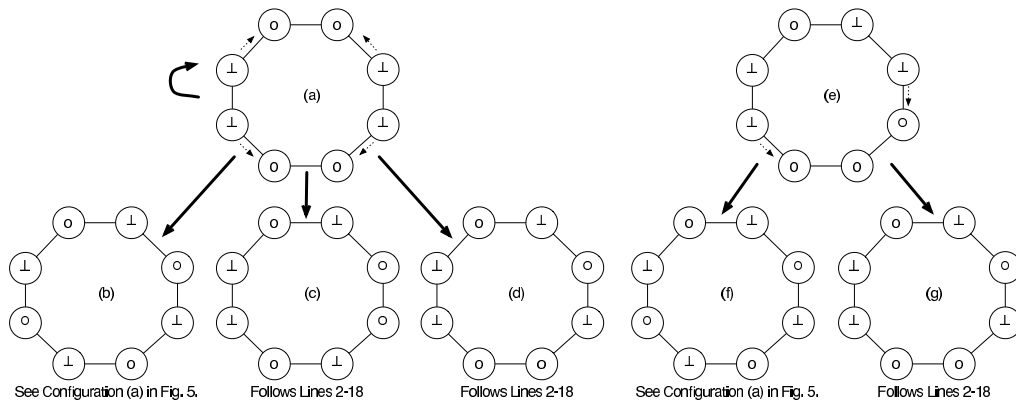 o o
⊥ ⊥
(a)
⊥ ⊥
o o
o ⊥
⊥ ⊥
(e)
⊥ o
o o
o ⊥
⊥ o
(b)
o ⊥
⊥ o
See Configuration (a) in Fig. 5.
o ⊥
⊥ o
(c)
⊥ o
o ⊥
Follows Lines 2-18
o ⊥
⊥ o
(d)
⊥ ⊥
o o
Follows Lines 2-18
o ⊥
⊥ o
(f)
o ⊥
⊥ o
See Configuration (a) in Fig. 5.
o ⊥
⊥ o
(g)
⊥ ⊥
o o
Follows Lines 2-18